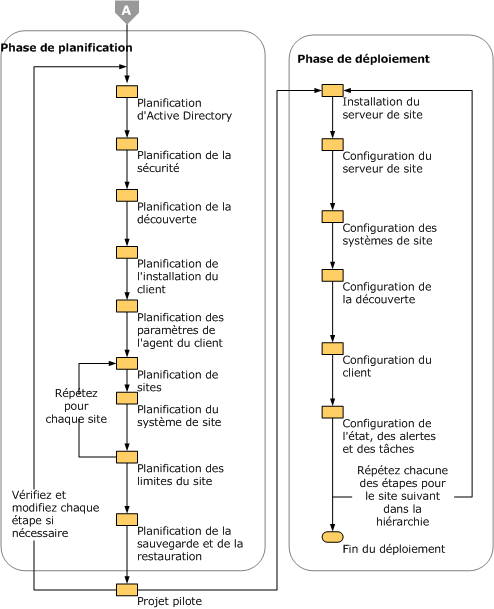 A
Phase de planification
Planification
d'Active Directory
Planification de la
sécurité
Planification de la
découverte
Planification de
l'installation du
client
Planification des
paramètres de
l'agent du client
Planification de
sites
Répétez
pour
chaque site
Planification du
système de site
Planification des
limites du site
Vérifiez et
modifiez chaque
étape si
nécessaire
Planification de la
sauvegarde et de la
restauration
Projet pilote
Phase de déploiement
Installation du
serveur de site
Configuration du
serveur de site
Configuration des
systèmes de site
Configuration de
la découverte
Configuration du
client
Configuration de
l'état, des alertes
et des tâches
Répétez chacune
des étapes pour
le site suivant
dans la
hiérarchie
Fin du déploiement